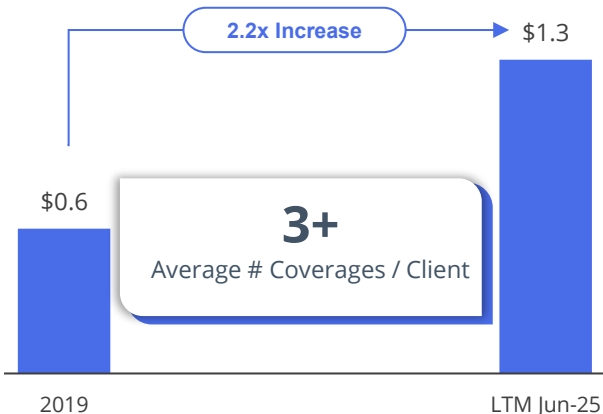 2.2x Increase
$1.3
$0.6
3+
Average # Coverages / Client
2019
LTM Jun-25